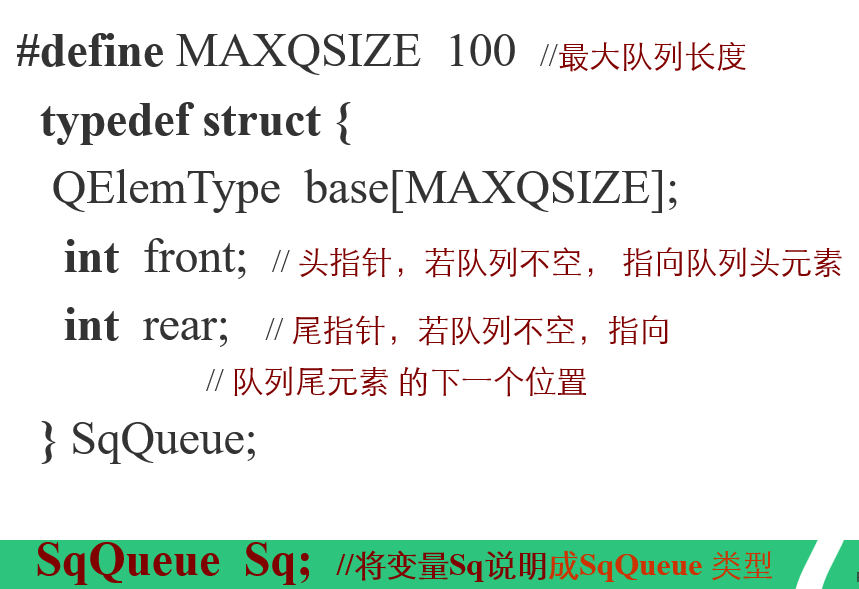 #define MAXQSIZE 100 //最大队列长度
typedef struct {
QElemType base[MAXQSIZE];
int front; // 头指针，若队列不空， 指向队列头元素
int rear; // 尾指针，若队列不空，指向
// 队列尾元素 的下一个位置
} SqQueue;
SqQueue Sq; //将变量Sq说明成SqQueue 类型